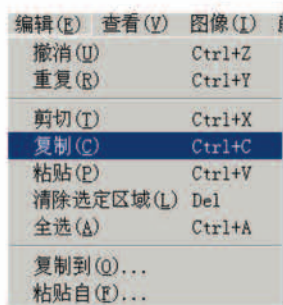 编辑(E) 查看(V) 图像(I)
撤消(U) Ctrl+Z
重复(R) Ctrl+Y
剪切(T) Ctrl+X
复制(C) Ctrl+C
粘贴(P) Ctrl+V
清除选定区域(L) Del
全选(A) Ctrl+A
复制到(O)...
粘贴自(F)...